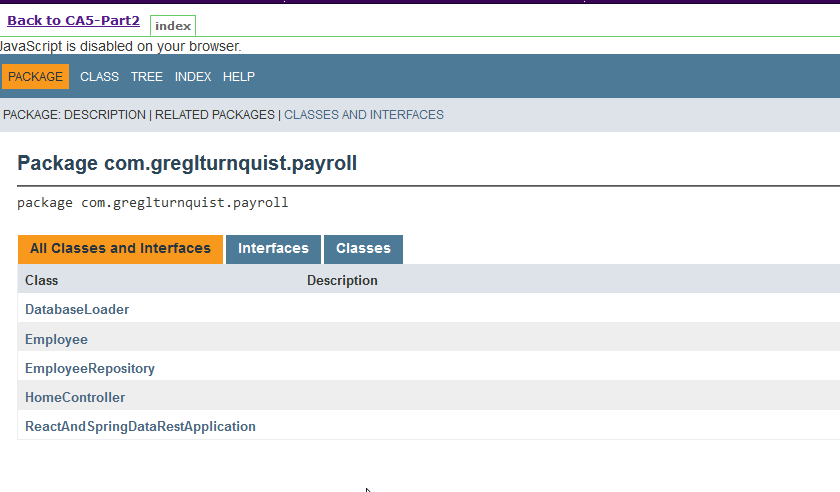 Back to CA5-Part2 index
JavaScript is disabled on your browser.
PACKAGE CLASS TREE INDEX HELP
PACKAGE: DESCRIPTION | RELATED PACKAGES | CLASSES AND INTERFACES
Package com.greglturnquist.payroll
package com.greglturnquist.payroll
All Classes and Interfaces Interfaces Classes
Class Description
DatabaseLoader
Employee
EmployeeRepository
HomeController
ReactAndSpringDataRestApplication